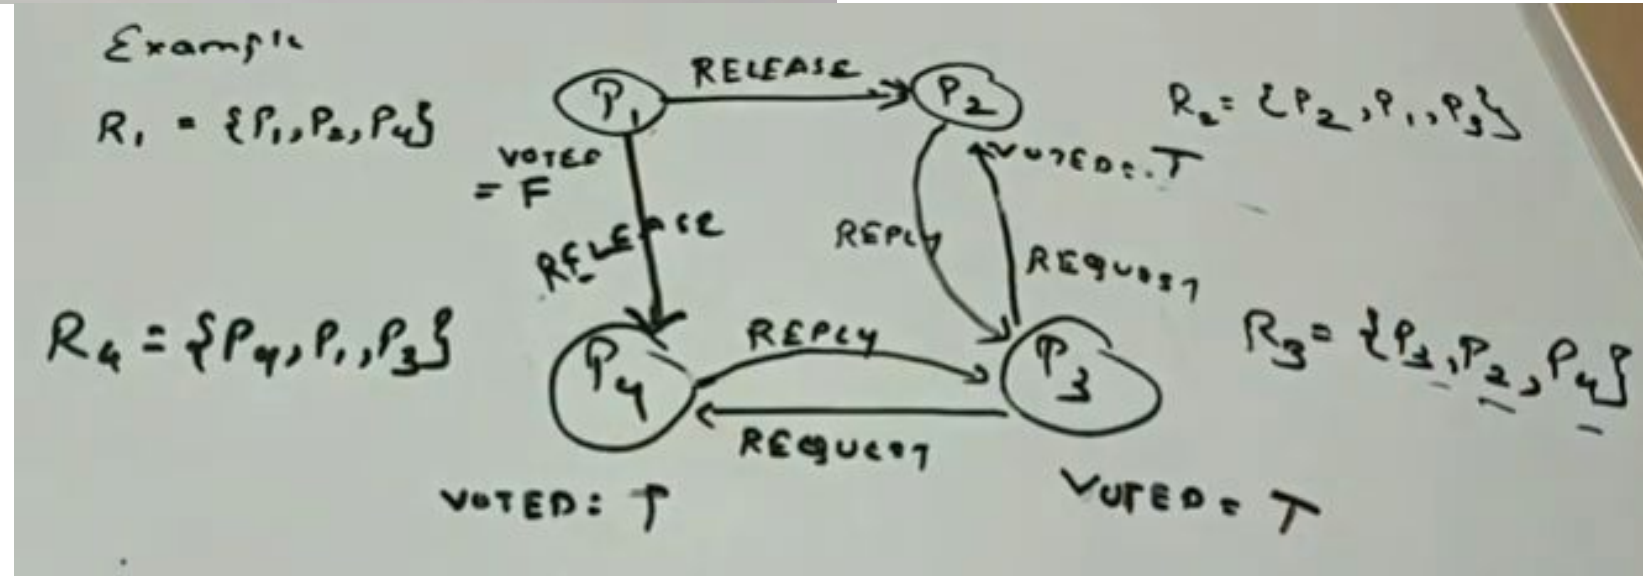 Example
R₁ = {P₁, P₂, P₄}
P₁
RELEASE
P₂
R₂ = {P₂, P₁, P₃}
VOTED
= F
VOTED = T
RELEASE
REPLY
REQUEST
R₄ = {P₄, P₁, P₃}
P₄
REPLY
P₃
R₃ = {P₃, P₂, P₄}
REQUEST
VOTED = T
VOTED = T